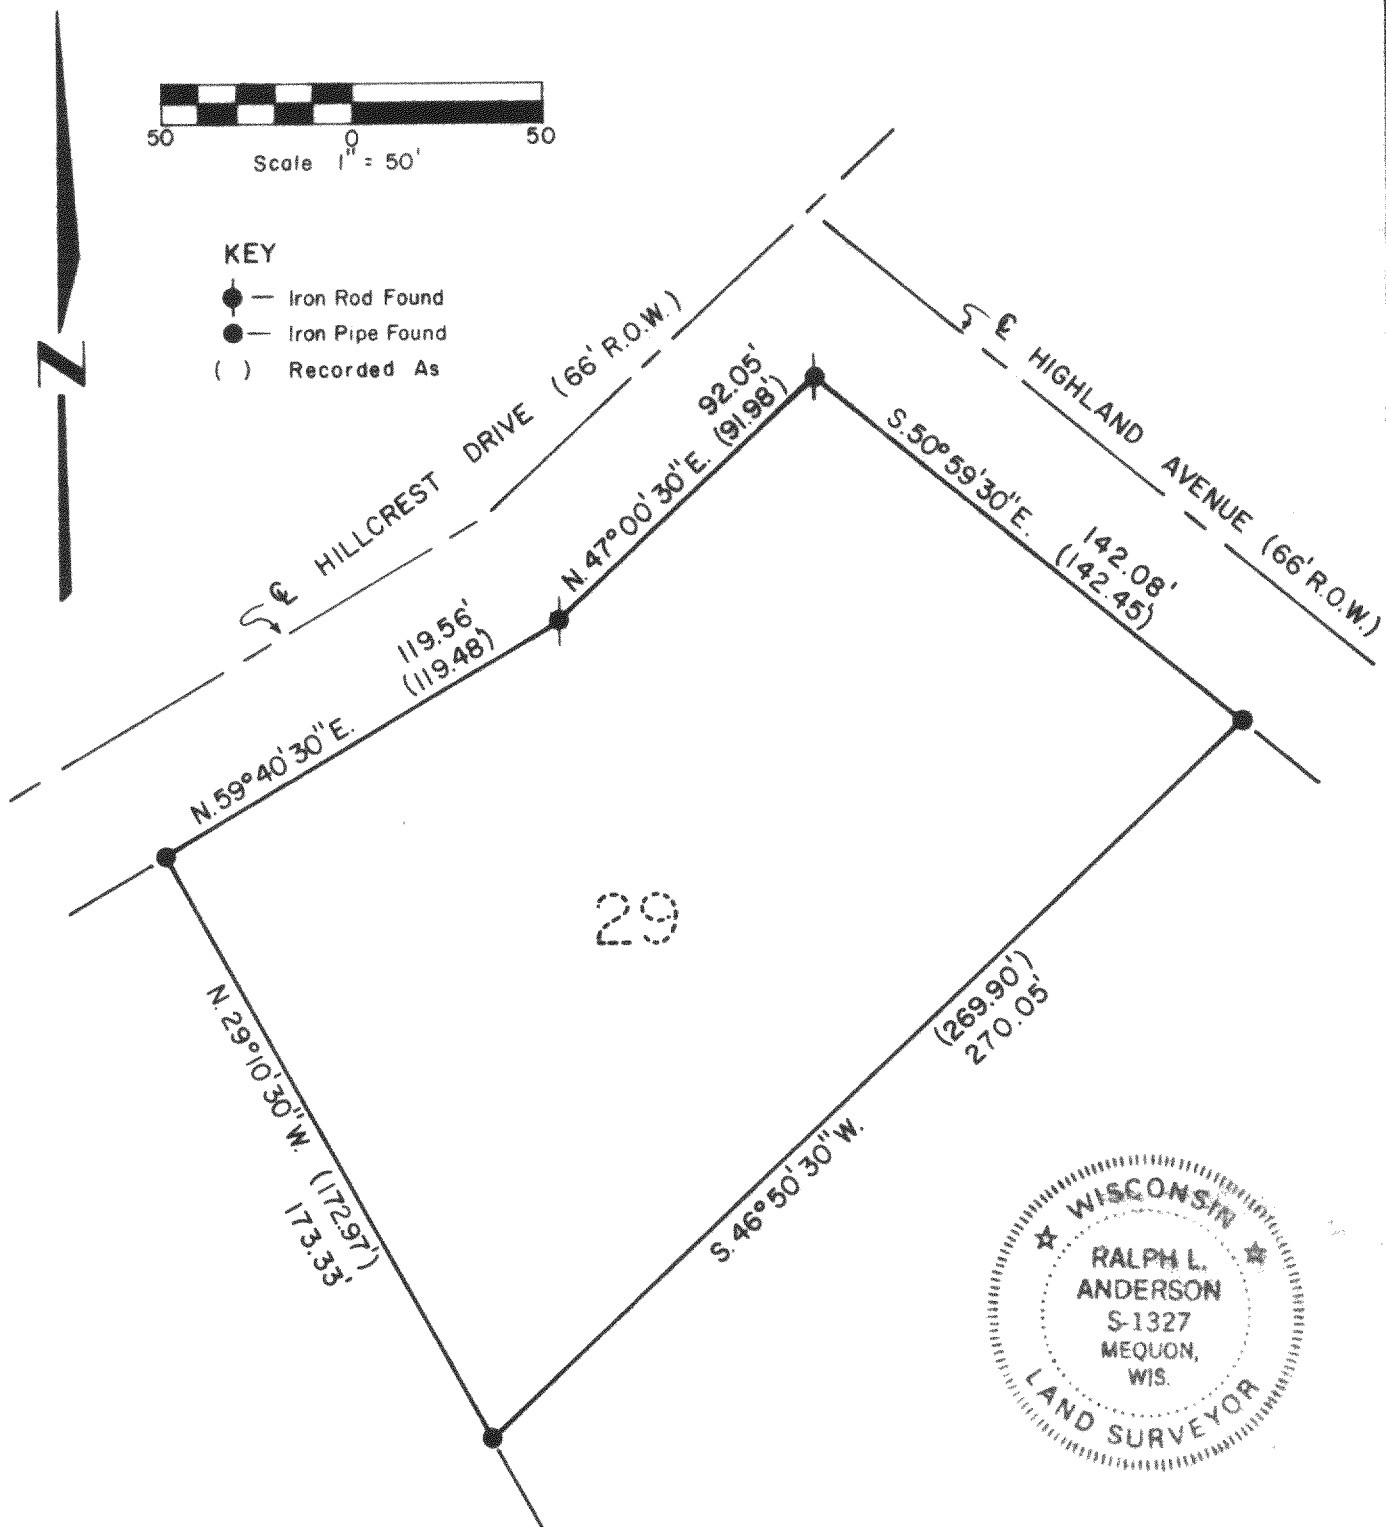 50 0 50
Scale 1" = 50'
KEY
— Iron Rod Found
— Iron Pipe Found
( ) Recorded As
N
℄ HILLCREST DRIVE (66' R.O.W.)
℄ HIGHLAND AVENUE (66' R.O.W.)
92.05'
N. 47° 00' 30" E. (91.98')
S. 50° 59' 30" E.
142.08'
(142.45')
119.56'
(119.48')
N. 59° 40' 30" E.
29
N. 29° 10' 30" W. (172.97')
173.33'
(269.90')
270.05'
S. 46° 50' 30" W.
WISCONSIN
RALPH L.
ANDERSON
S-1327
MEQUON,
WIS.
LAND SURVEYOR